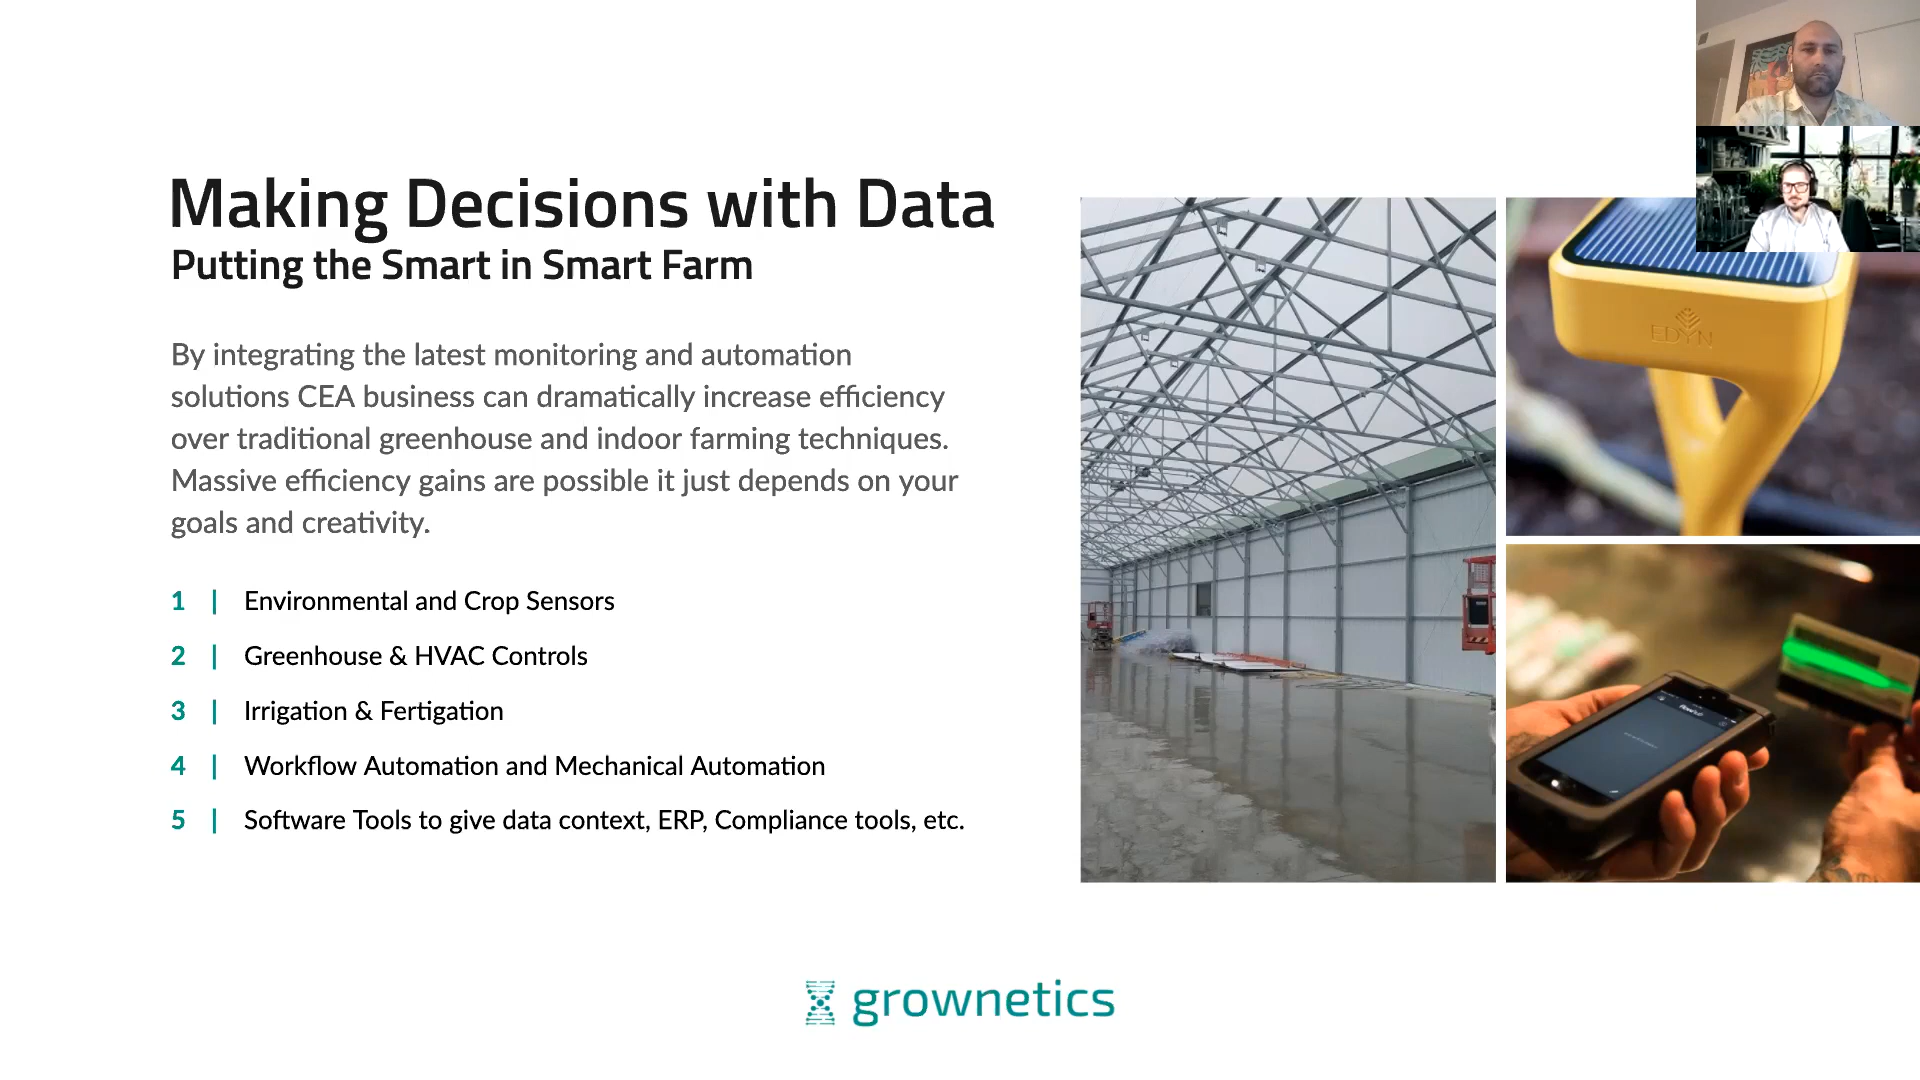 Making Decisions with Data
Putting the Smart in Smart Farm
By integrating the latest monitoring and automation
solutions CEA business can dramatically increase efficiency
over traditional greenhouse and indoor farming techniques.
Massive efficiency gains are possible it just depends on your
goals and creativity.
1 | Environmental and Crop Sensors
2 | Greenhouse & HVAC Controls
3 | Irrigation & Fertigation
4 | Workflow Automation and Mechanical Automation
5 | Software Tools to give data context, ERP, Compliance tools, etc.
EDYN
grownetics